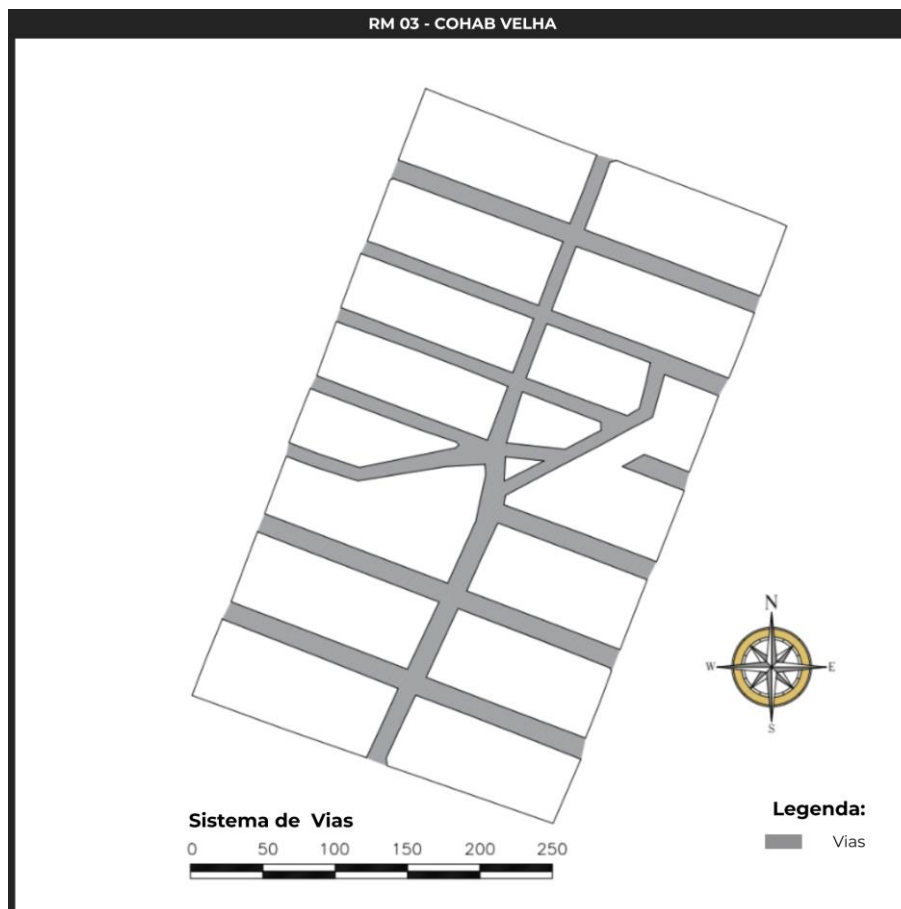 RM 03 - COHAB VELHA
N
W E
S
Sistema de Vias
0 50 100 150 200 250
Legenda:
Vias